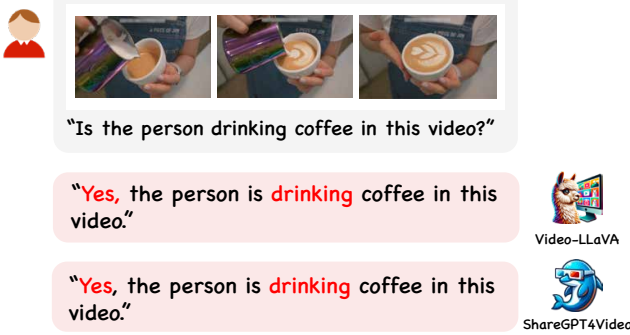 "Is the person drinking coffee in this video?"
"Yes, the person is drinking coffee in this
video."
Video-LLaVA
"Yes, the person is drinking coffee in this
video."
ShareGPT4Video